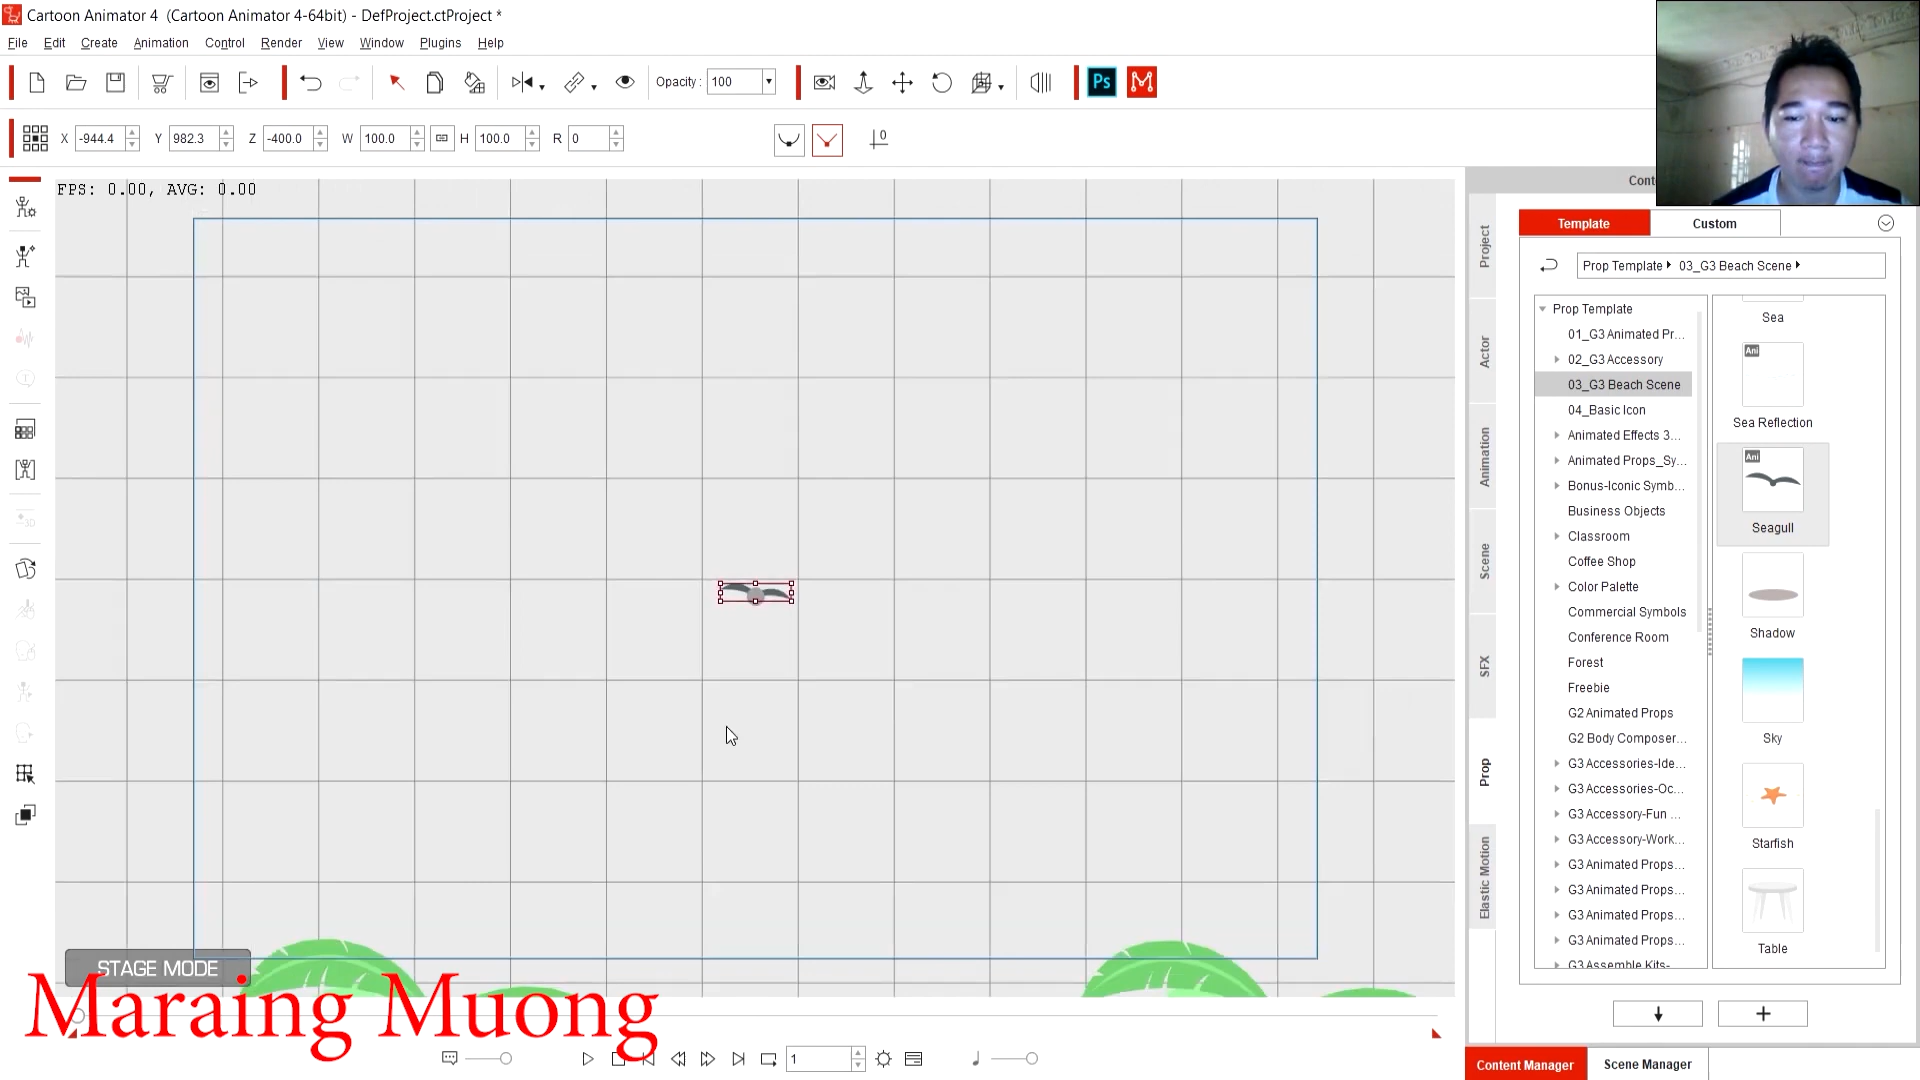 Cartoon Animator 4 (Cartoon Animator 4-64bit) - DefProject.ctProject *
File Edit Create Animation Control Render View Window Plugins Help
Opacity : 100
Ps
X -944.4 Y 982.3 Z -400.0 W 100.0 H 100.0 R 0
0
FPS: 0.00, AVG: 0.00
Template Custom
Prop Template 03_G3 Beach Scene
Project
Actor
Animation
Scene
SFX
Prop
Elastic Motion
Prop Template
01_G3 Animated Pr...
02_G3 Accessory
03_G3 Beach Scene
04_Basic Icon
Animated Effects 3...
Animated Props_Sy...
Bonus-Iconic Symb...
Business Objects
Classroom
Coffee Shop
Color Palette
Commercial Symbols
Conference Room
Forest
Freebie
G2 Animated Props
G2 Body Composer...
G3 Accessories-Ide...
G3 Accessories-Oc...
G3 Accessory-Fun ...
G3 Accessory-Work...
G3 Animated Props...
G3 Animated Props...
G3 Animated Props...
G3 Animated Props...
G3 Assemble Kits-
Sea
Ani
Sea Reflection
Ani
Seagull
Shadow
Sky
Starfish
Table
STAGE MODE
Maraing Muong
1
Content Manager Scene Manager